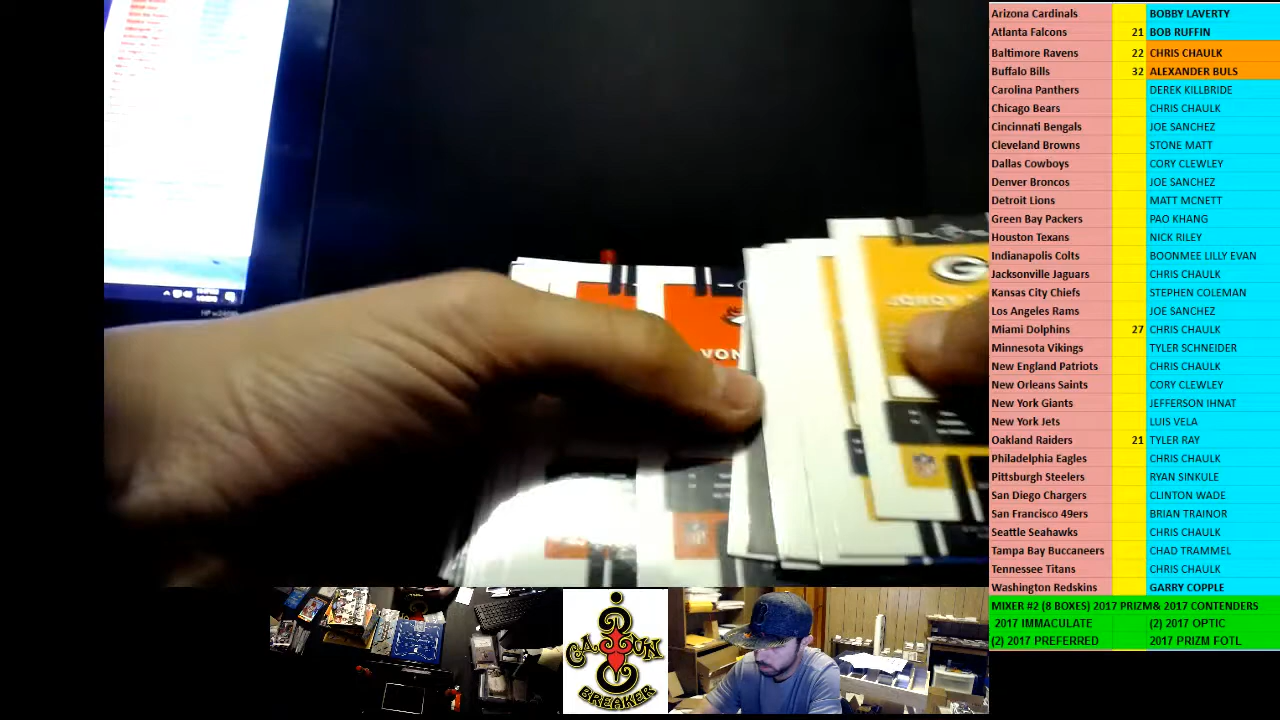 Arizona Cardinals BOBBY LAVERTY
Atlanta Falcons 21 BOB RUFFIN
Baltimore Ravens 22 CHRIS CHAULK
Buffalo Bills 32 ALEXANDER BULS
Carolina Panthers DEREK KILLBRIDE
Chicago Bears CHRIS CHAULK
Cincinnati Bengals JOE SANCHEZ
Cleveland Browns STONE MATT
Dallas Cowboys CORY CLEWLEY
Denver Broncos JOE SANCHEZ
Detroit Lions MATT MCNETT
Green Bay Packers PAO KHANG
Houston Texans NICK RILEY
Indianapolis Colts BOONMEE LILLY EVAN
Jacksonville Jaguars CHRIS CHAULK
Kansas City Chiefs STEPHEN COLEMAN
Los Angeles Rams JOE SANCHEZ
Miami Dolphins 27 CHRIS CHAULK
Minnesota Vikings TYLER SCHNEIDER
New England Patriots CHRIS CHAULK
New Orleans Saints CORY CLEWLEY
New York Giants JEFFERSON IHNAT
New York Jets LUIS VELA
Oakland Raiders 21 TYLER RAY
Philadelphia Eagles CHRIS CHAULK
Pittsburgh Steelers RYAN SINKULE
San Diego Chargers CLINTON WADE
San Francisco 49ers BRIAN TRAINOR
Seattle Seahawks CHRIS CHAULK
Tampa Bay Buccaneers CHAD TRAMMEL
Tennessee Titans CHRIS CHAULK
Washington Redskins GARRY COPPLE
MIXER #2 (8 BOXES) 2017 PRIZM& 2017 CONTENDERS
2017 IMMACULATE (2) 2017 OPTIC
(2) 2017 PREFERRED 2017 PRIZM FOTL
VON
G
JORDY
NFL
CAJUN
BREAKER